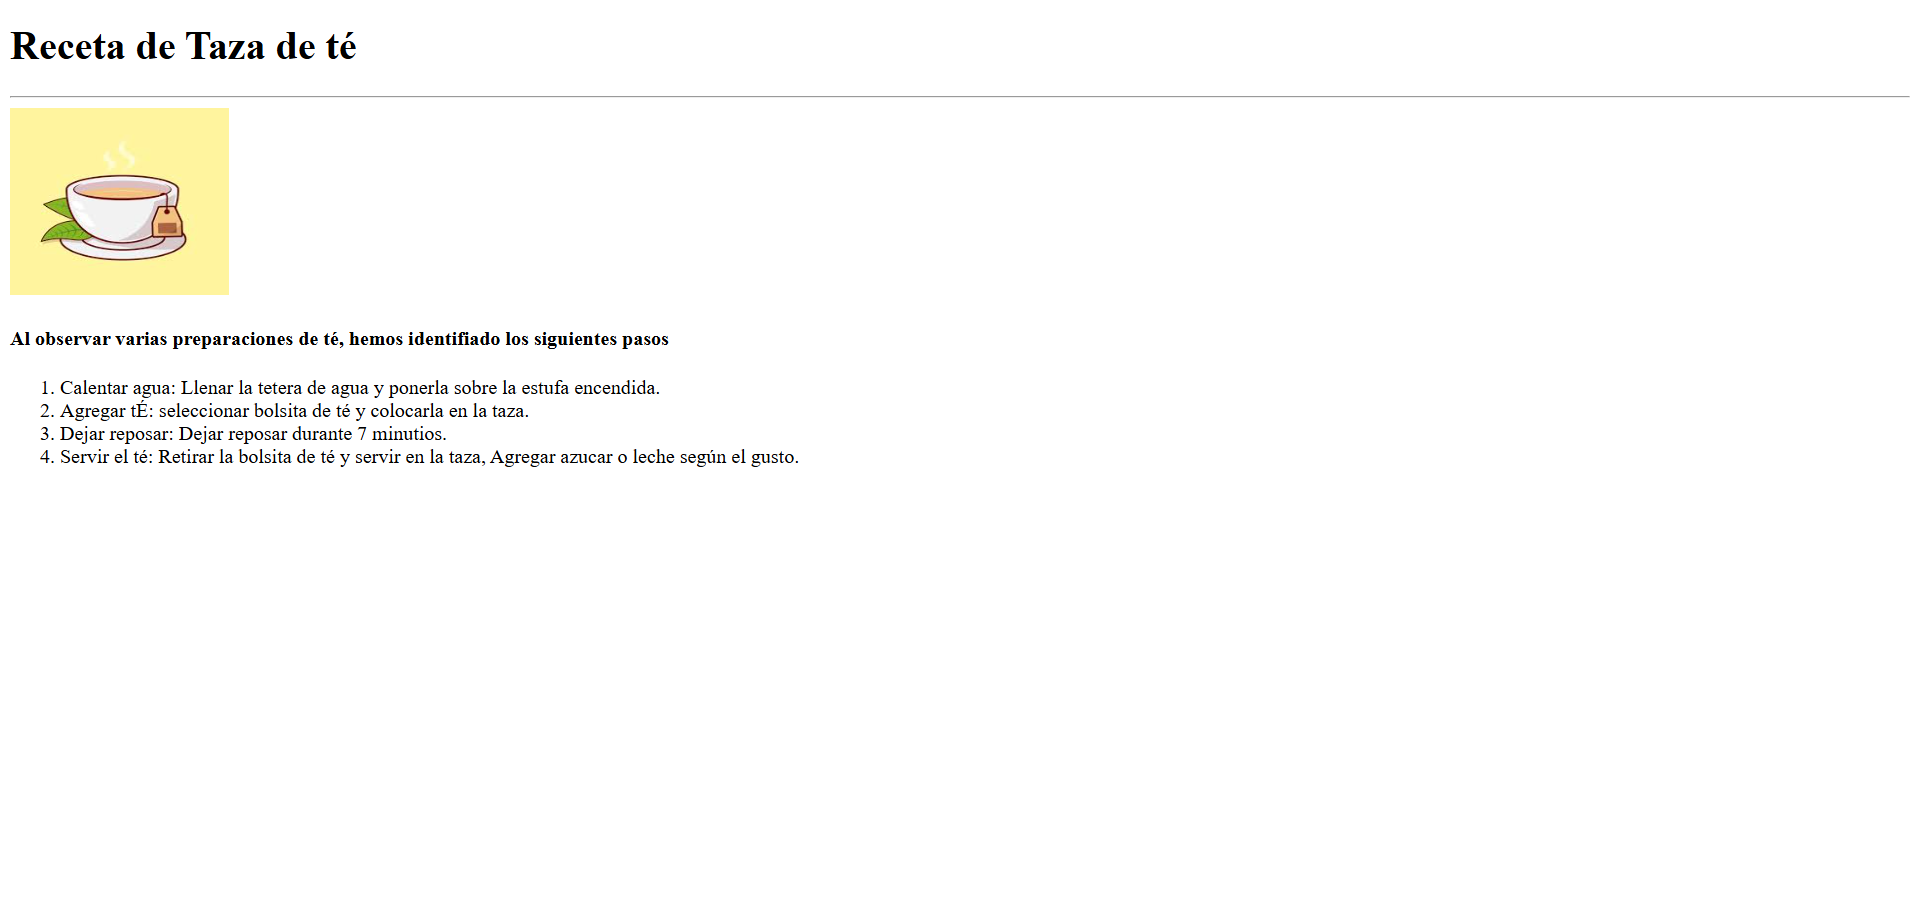 Receta de Taza de té
Al observar varias preparaciones de té, hemos identifiado los siguientes pasos
1. Calentar agua: Llenar la tetera de agua y ponerla sobre la estufa encendida.
2. Agregar tÉ: seleccionar bolsita de té y colocarla en la taza.
3. Dejar reposar: Dejar reposar durante 7 minutios.
4. Servir el té: Retirar la bolsita de té y servir en la taza, Agregar azucar o leche según el gusto.